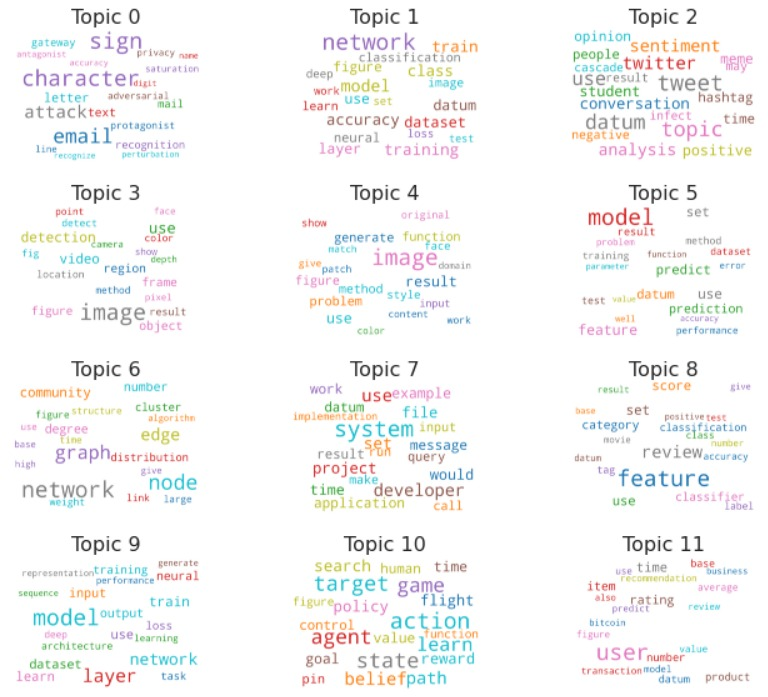 Topic 0
gateway sign
antagonist privacy name
accuracy saturation
character digit
letter adversarial mail
attack text
protagonist
email
line recognition
recognize perturbation
Topic 1
network train
classification
deep figure class
work model image
learn use set datum
accuracy dataset
neural loss test
layer training
Topic 2
opinion sentiment
people twitter meme
cascade may
use result tweet
student
conversation hashtag
datum infect time
negative topic
analysis positive
Topic 3
point face
detect use
detection camera color
fig video show depth
location region
method frame
pixel
figure image result
object
Topic 4
show original
generate function
match face
give patch image domain
figure result
method style
problem input
use content work
color
Topic 5
model set
result
problem method
training function dataset
parameter predict error
datum use
test value prediction
well accuracy
feature performance
Topic 6
community number
figure structure cluster
algorithm
use degree edge
base time
high graph distribution
give
network node
weight link large
Topic 7
work use example
datum file
implementation
system input
set message
result run query
project would
make
time developer
application call
Topic 8
result score give
base set positive test
category classification
class
movie number
datum review accuracy
tag feature
use classifier
label
Topic 9
generate
representation training neural
performance
sequence input
train
model output
loss
deep use learning
architecture
dataset network
learn layer task
Topic 10
search human time
target game
figure policy flight
control action
agent value function
learn
goal state reward
pin belief path
Topic 11
base
use time business
recommendation
item average
also rating
predict review
bitcoin
figure
user number value
transaction model
datum product